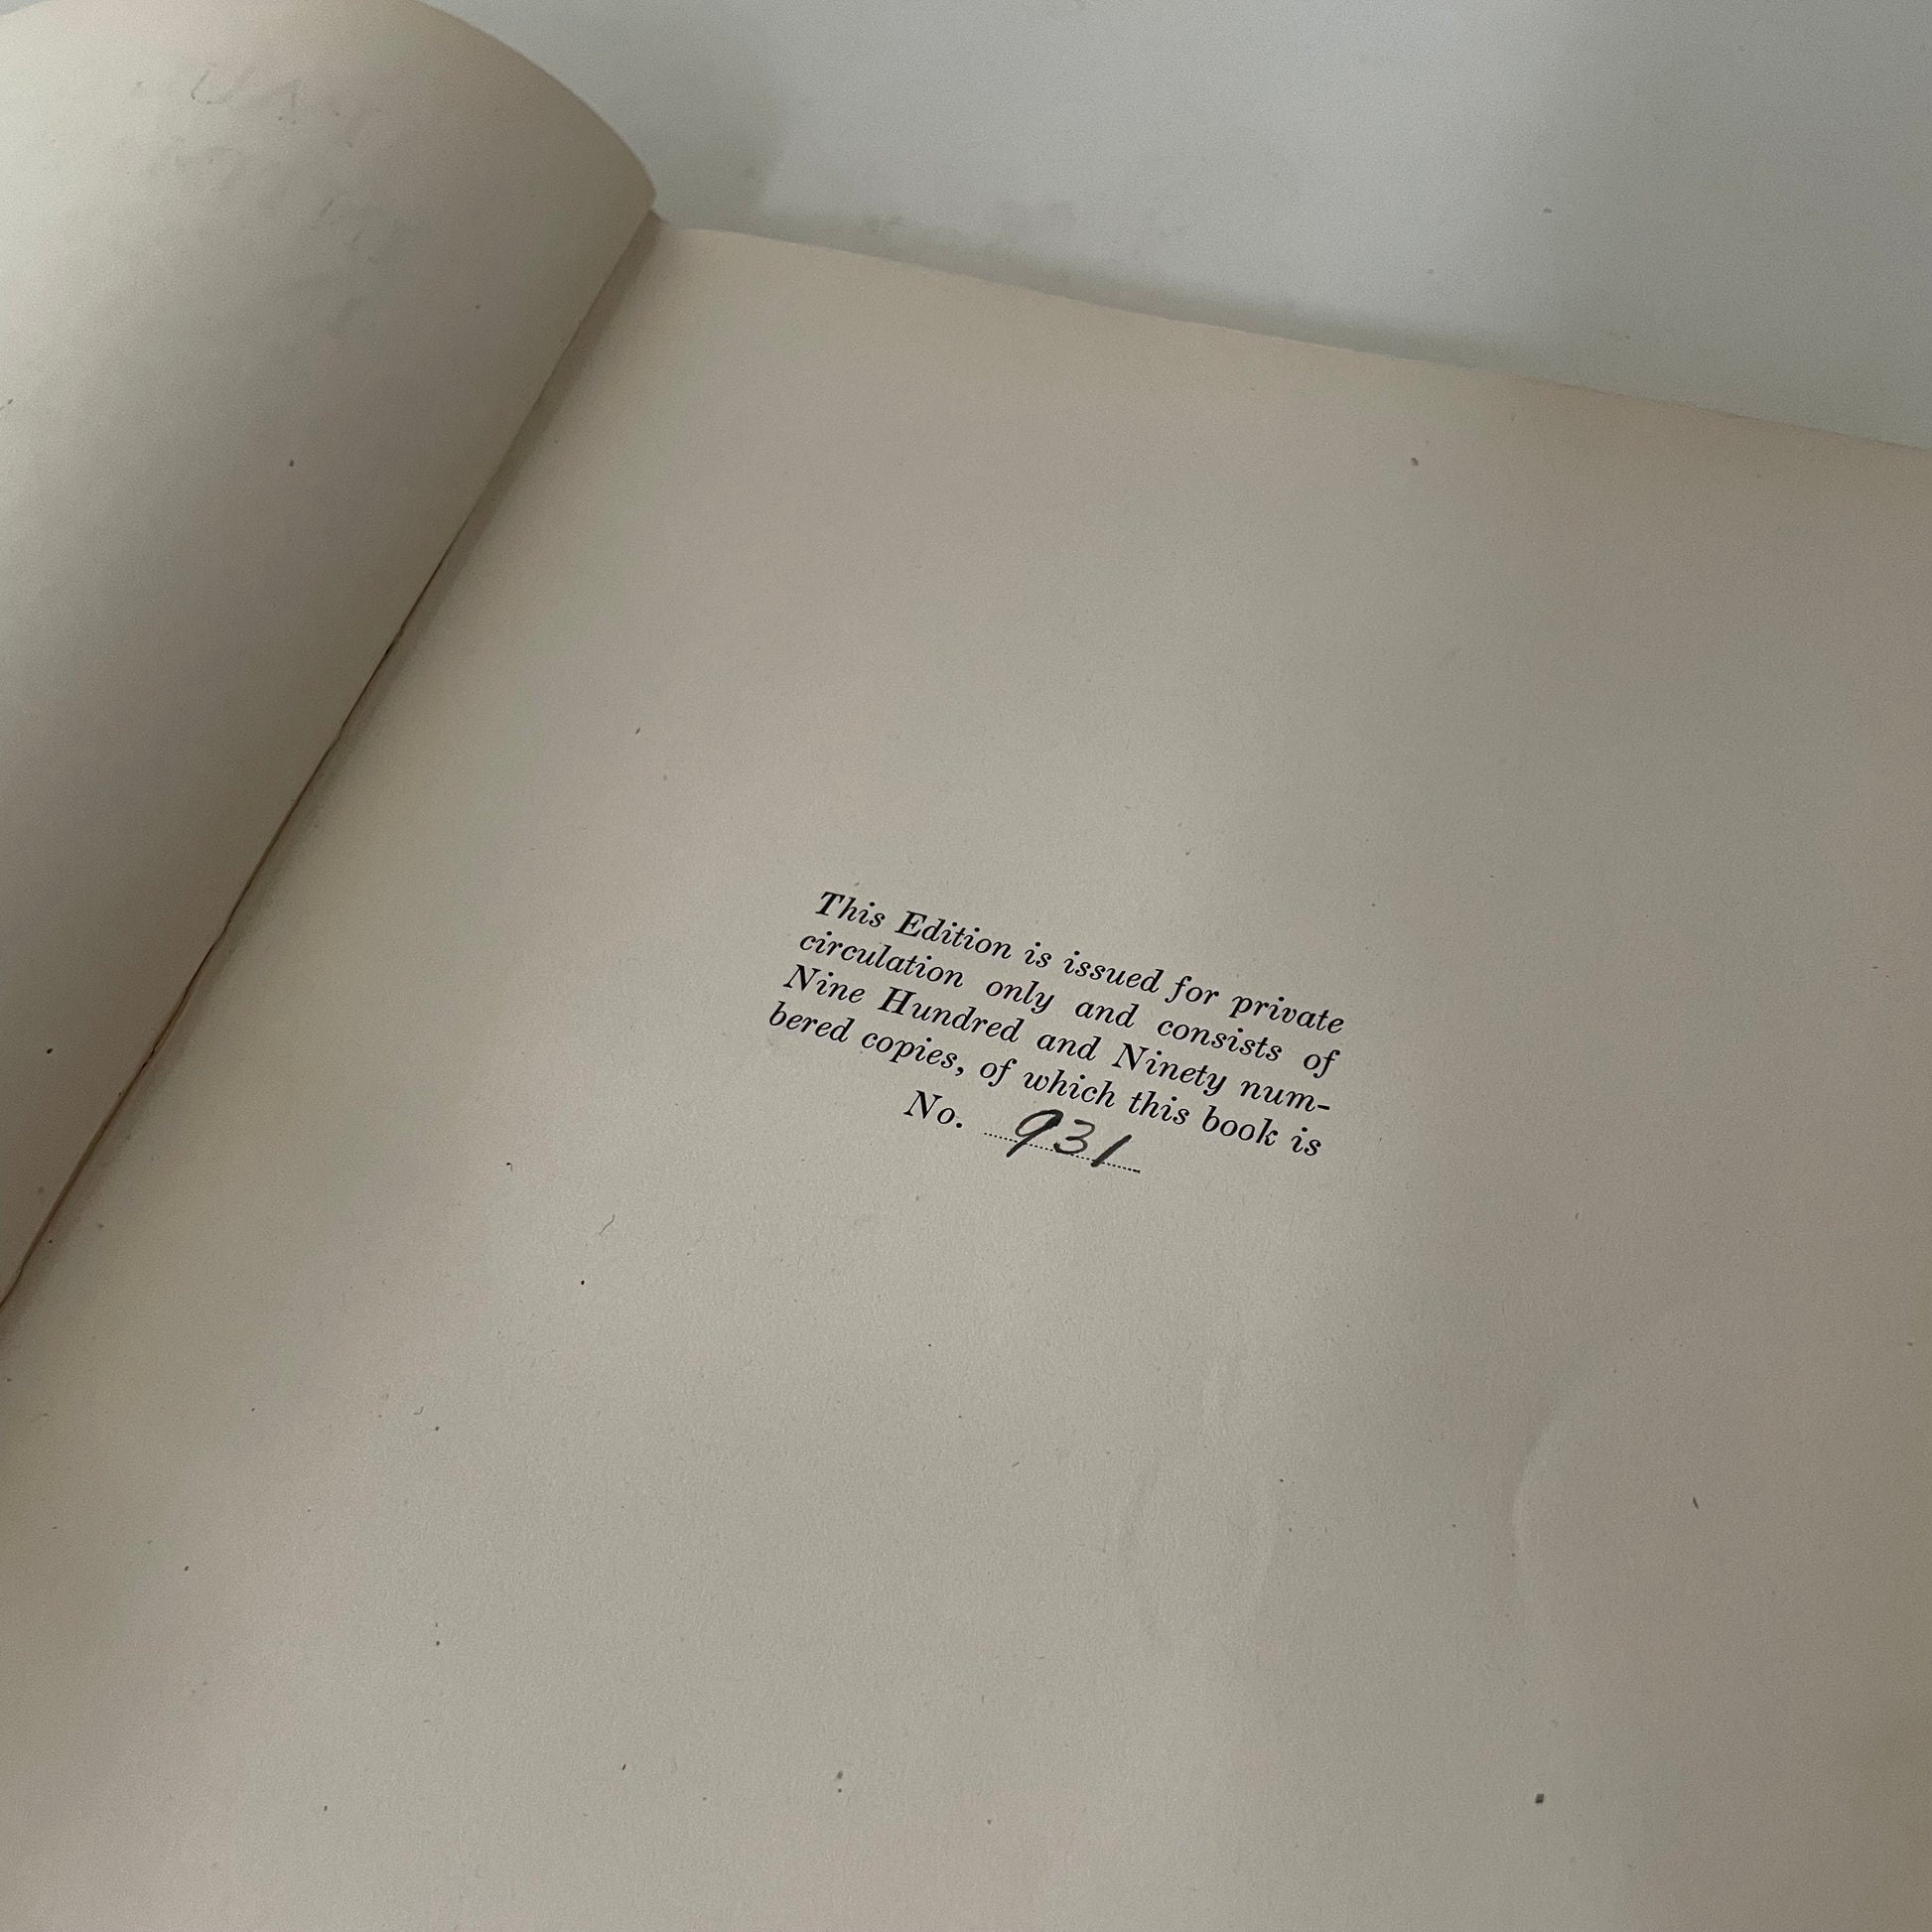 This Edition is issued for private
circulation only and consists of
Nine Hundred and Ninety num-
bered copies, of which this book is
No. 931